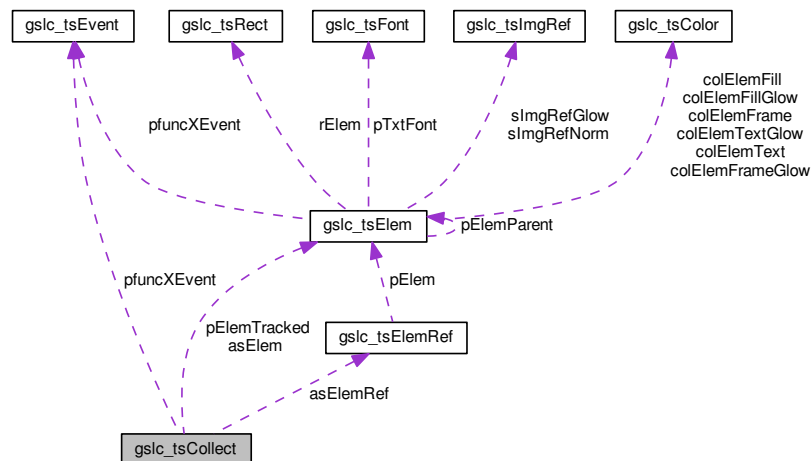 gslc_tsEvent
gslc_tsRect
gslc_tsFont
gslc_tsImgRef
gslc_tsColor
pfuncXEvent
rElem
pTxtFont
sImgRefGlow
sImgRefNorm
colElemFill
colElemFillGlow
colElemFrame
colElemTextGlow
colElemText
colElemFrameGlow
gslc_tsElem
pElemParent
pfuncXEvent
pElem
pElemTracked
asElem
gslc_tsElemRef
asElemRef
gslc_tsCollect